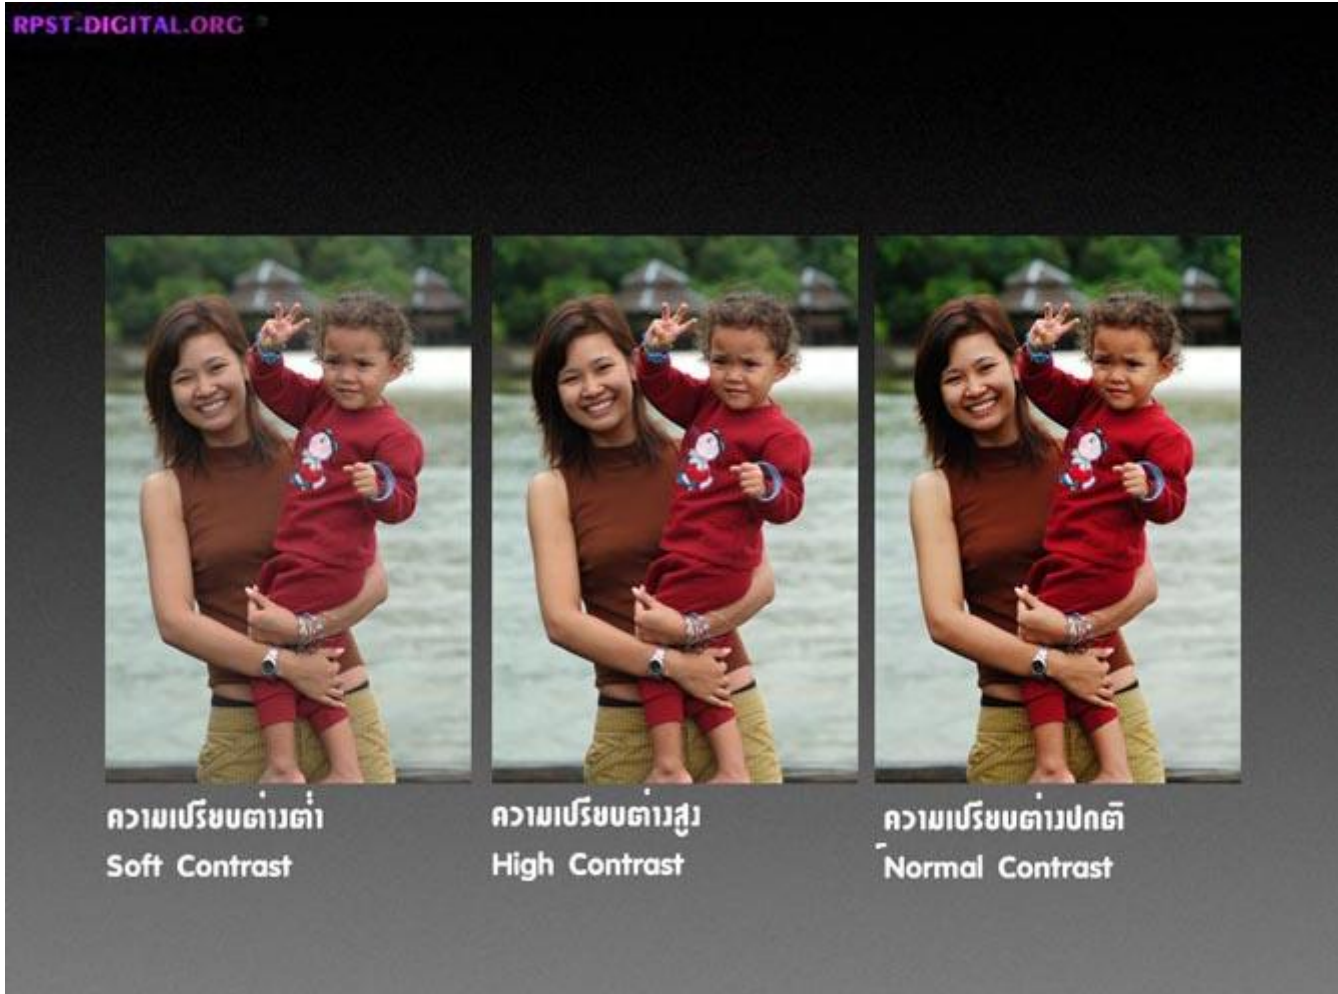 RPST-DIGITAL.ORG
ความเปรียบต่างต่ำ
Soft Contrast
ความเปรียบต่างสูง
High Contrast
ความเปรียบต่างปกติ
Normal Contrast